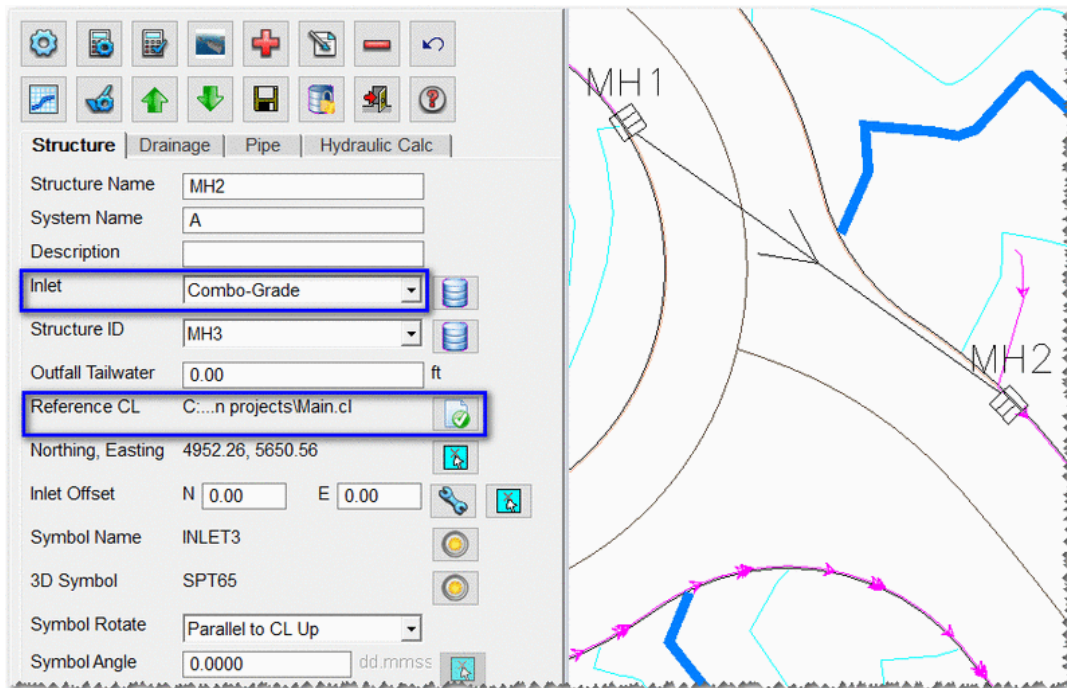 Structure Drainage Pipe Hydraulic Calc
Structure Name MH2
System Name A
Description
Inlet Combo-Grade
Structure ID MH3
Outfall Tailwater 0.00 ft
Reference CL C:...n projects\Main.cl
Northing, Easting 4952.26, 5650.56
Inlet Offset N 0.00 E 0.00
Symbol Name INLET3
3D Symbol SPT65
Symbol Rotate Parallel to CL Up
Symbol Angle 0.0000 dd.mmss
MH1
MH2